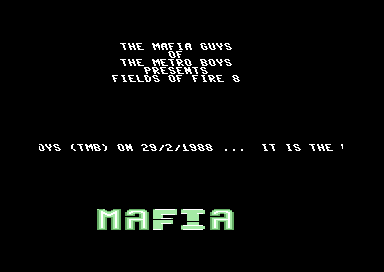 THE MAFIA GUYS
OF
THE METRO BOYS
PRESENTS
FIELDS OF FIRE 8
OYS (TMB) ON 29/2/1988 ... IT IS THE
MAFIA